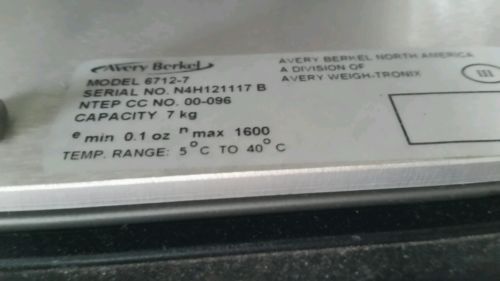 Avery Berkel
MODEL 6712-7
SERIAL NO. N4H121117 B
NTEP CC NO. 00-096
CAPACITY 7 kg
e min 0.1 oz n max 1600
TEMP. RANGE: 5°C TO 40°C
AVERY BERKEL NORTH AMERICA
A DIVISION OF
AVERY WEIGH-TRONIX
III